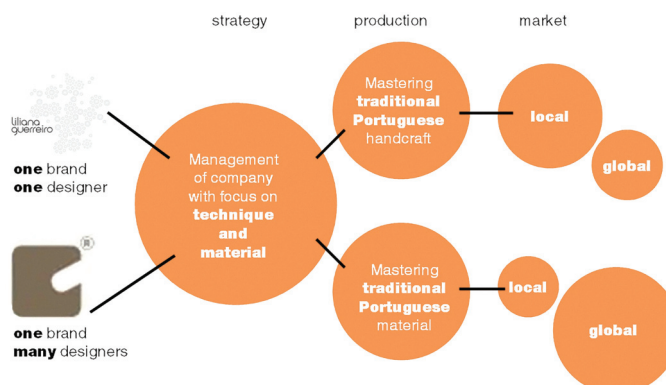 strategy
production
market
liliana
guerreiro
one brand
one designer
Management
of company
with focus on
technique
and
material
Mastering
traditional
Portuguese
handcraft
local
global
®
one brand
many designers
Mastering
traditional
Portuguese
material
local
global